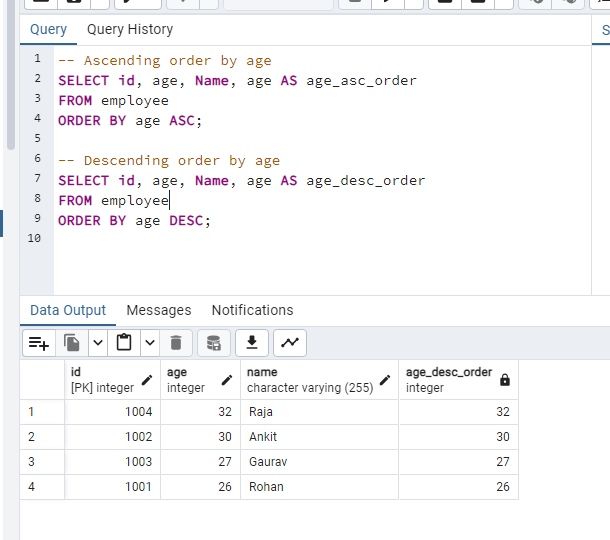 Query Query History
S
1 -- Ascending order by age
2 SELECT id, age, Name, age AS age_asc_order
3 FROM employee
4 ORDER BY age ASC;
5
6 -- Descending order by age
7 SELECT id, age, Name, age AS age_desc_order
8 FROM employee
9 ORDER BY age DESC;
10
Data Output Messages Notifications
id age name age_desc_order
[PK] integer integer character varying (255) integer
1 1004 32 Raja 32
2 1002 30 Ankit 30
3 1003 27 Gaurav 27
4 1001 26 Rohan 26